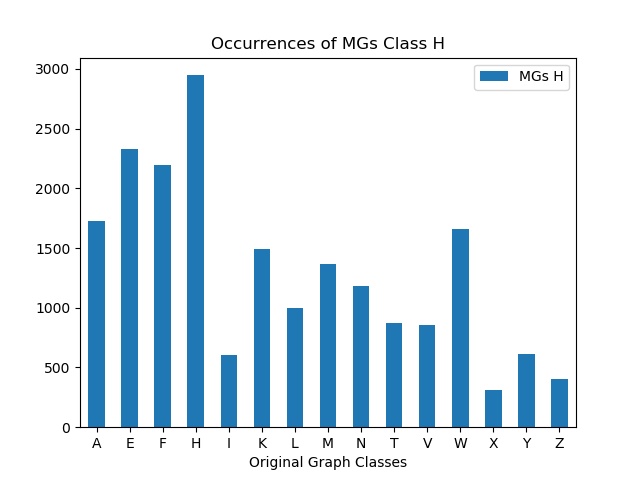 Occurrences of MGs Class H
MGs H
3000
2500
2000
1500
1000
500
0
A E F H I K L M N T V W X Y Z
Original Graph Classes